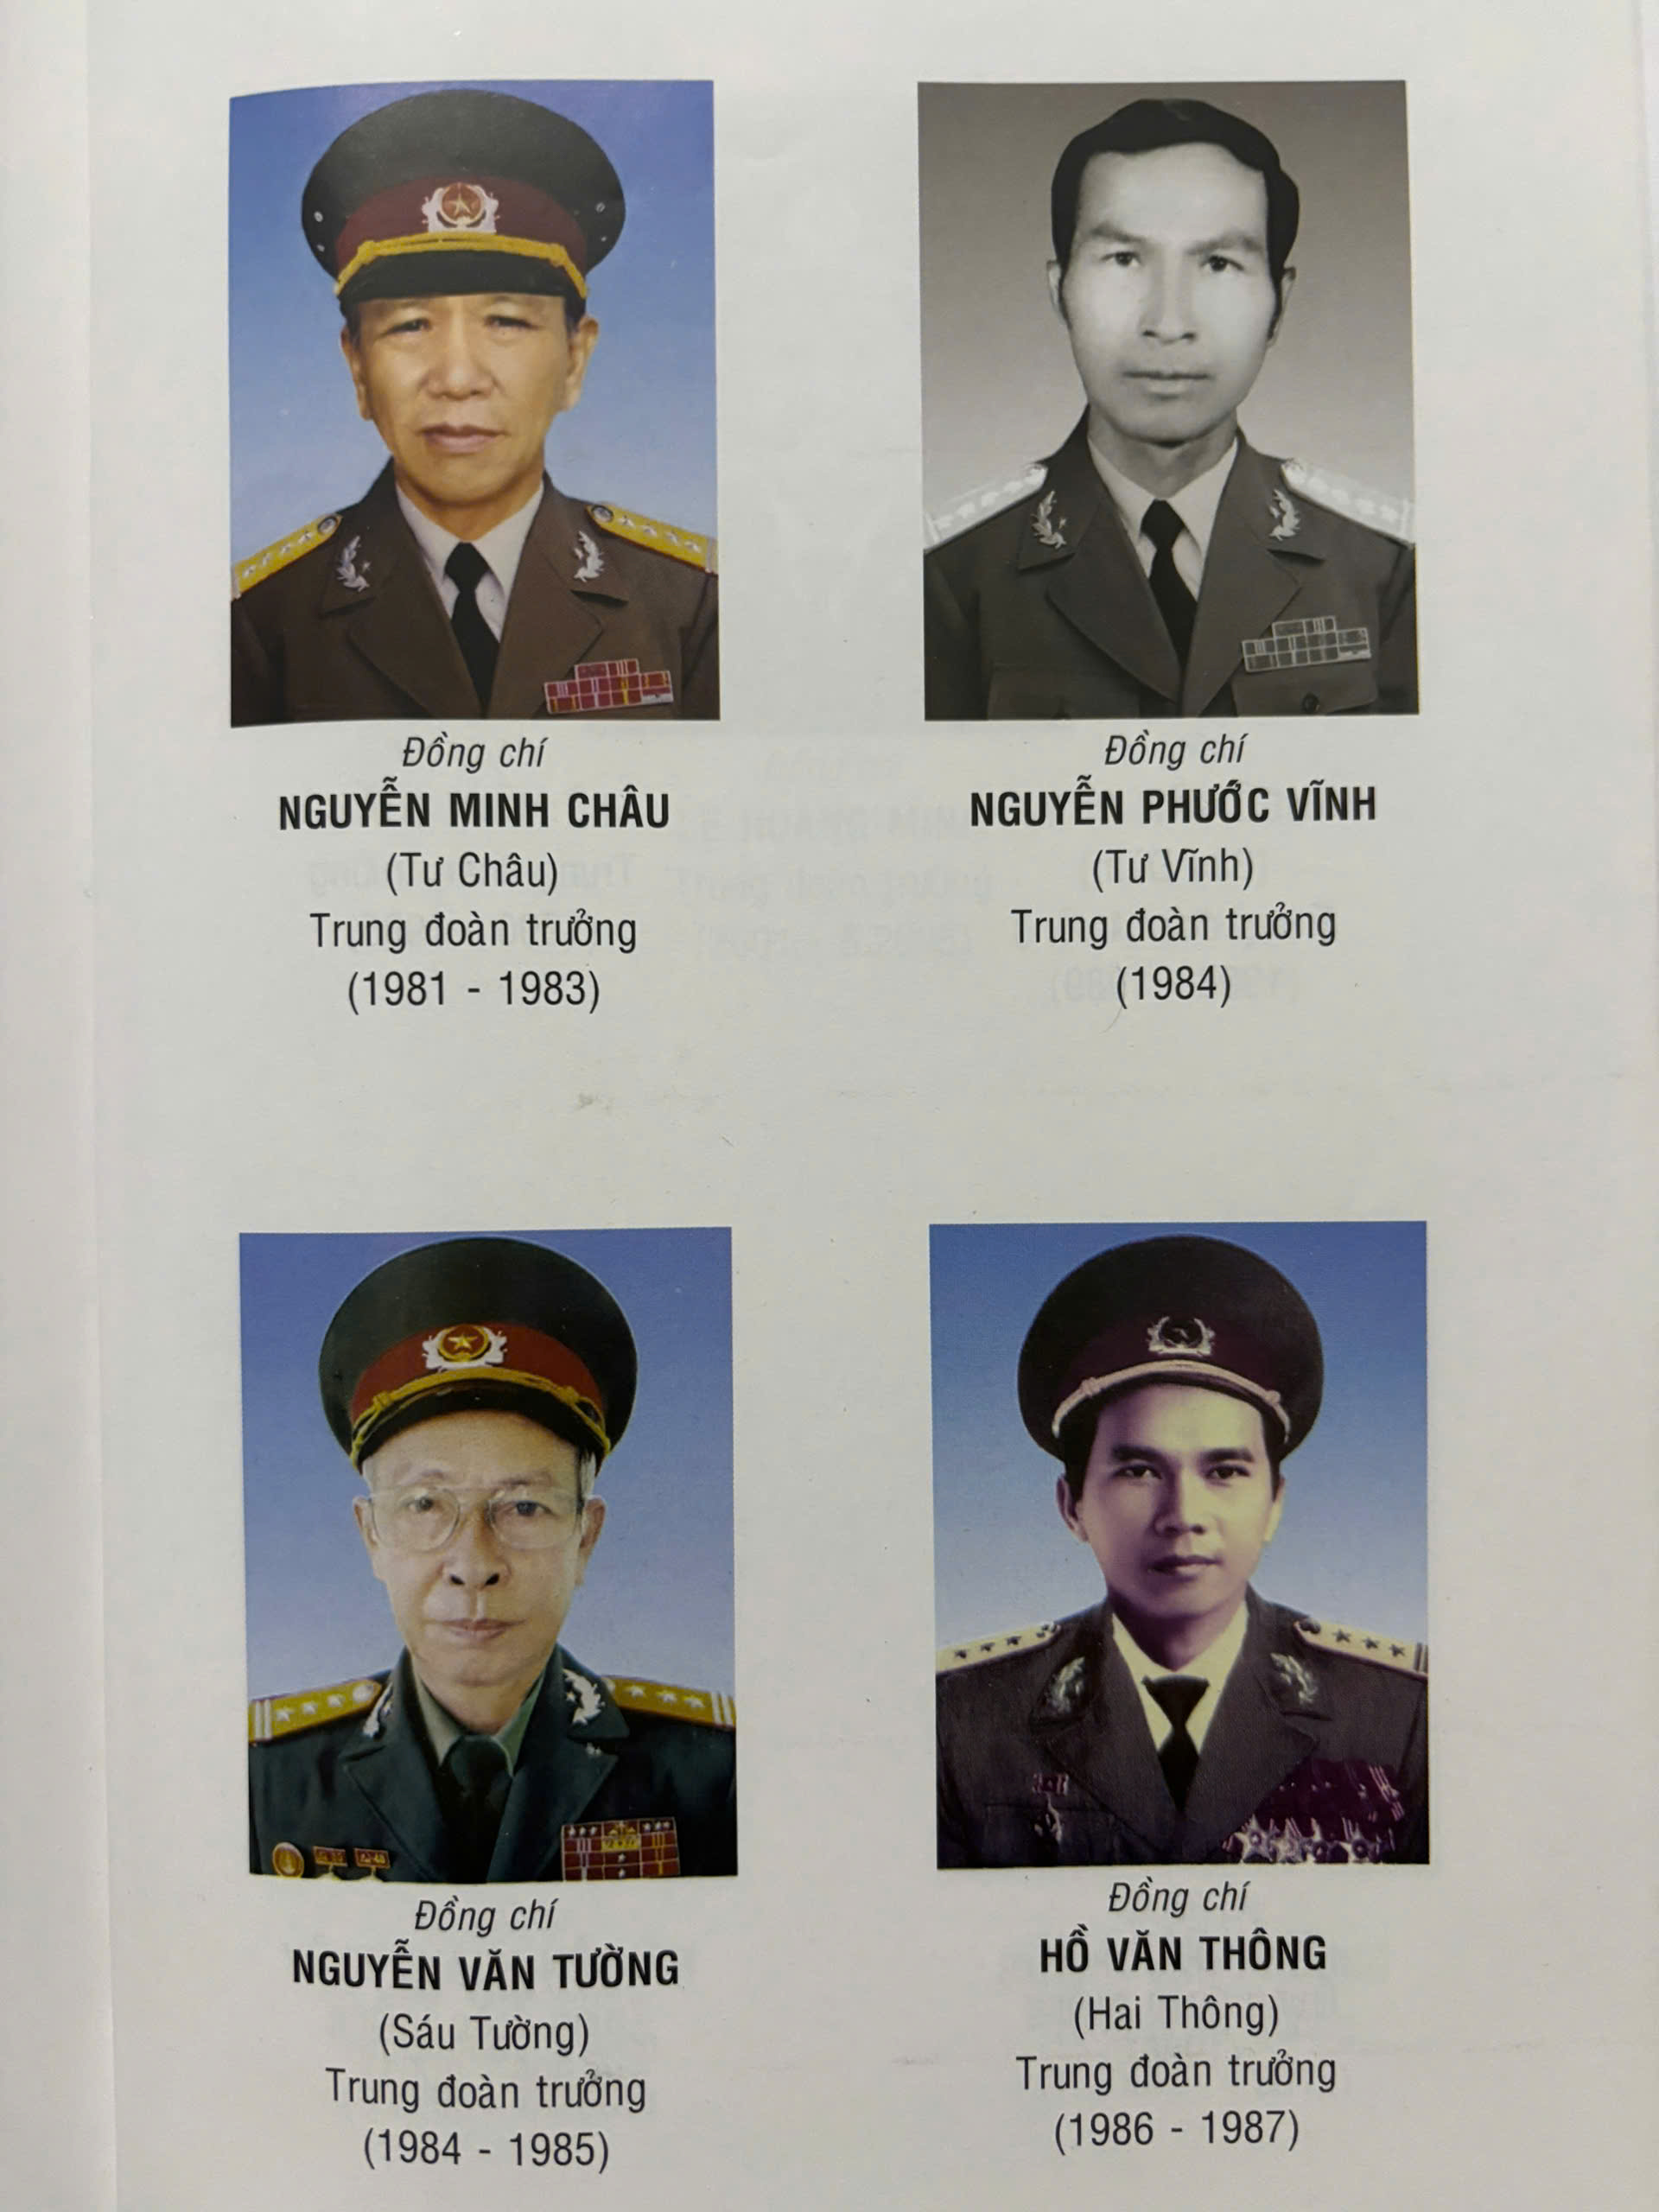 Đồng chí
NGUYỄN MINH CHÂU
(Tư Châu)
Trung đoàn trưởng
(1981 - 1983)
Đồng chí
NGUYỄN PHƯỚC VĨNH
(Tư Vĩnh)
Trung đoàn trưởng
(1984)
Đồng chí
NGUYỄN VĂN TƯỜNG
(Sáu Tường)
Trung đoàn trưởng
(1984 - 1985)
Đồng chí
HỒ VĂN THÔNG
(Hai Thông)
Trung đoàn trưởng
(1986 - 1987)